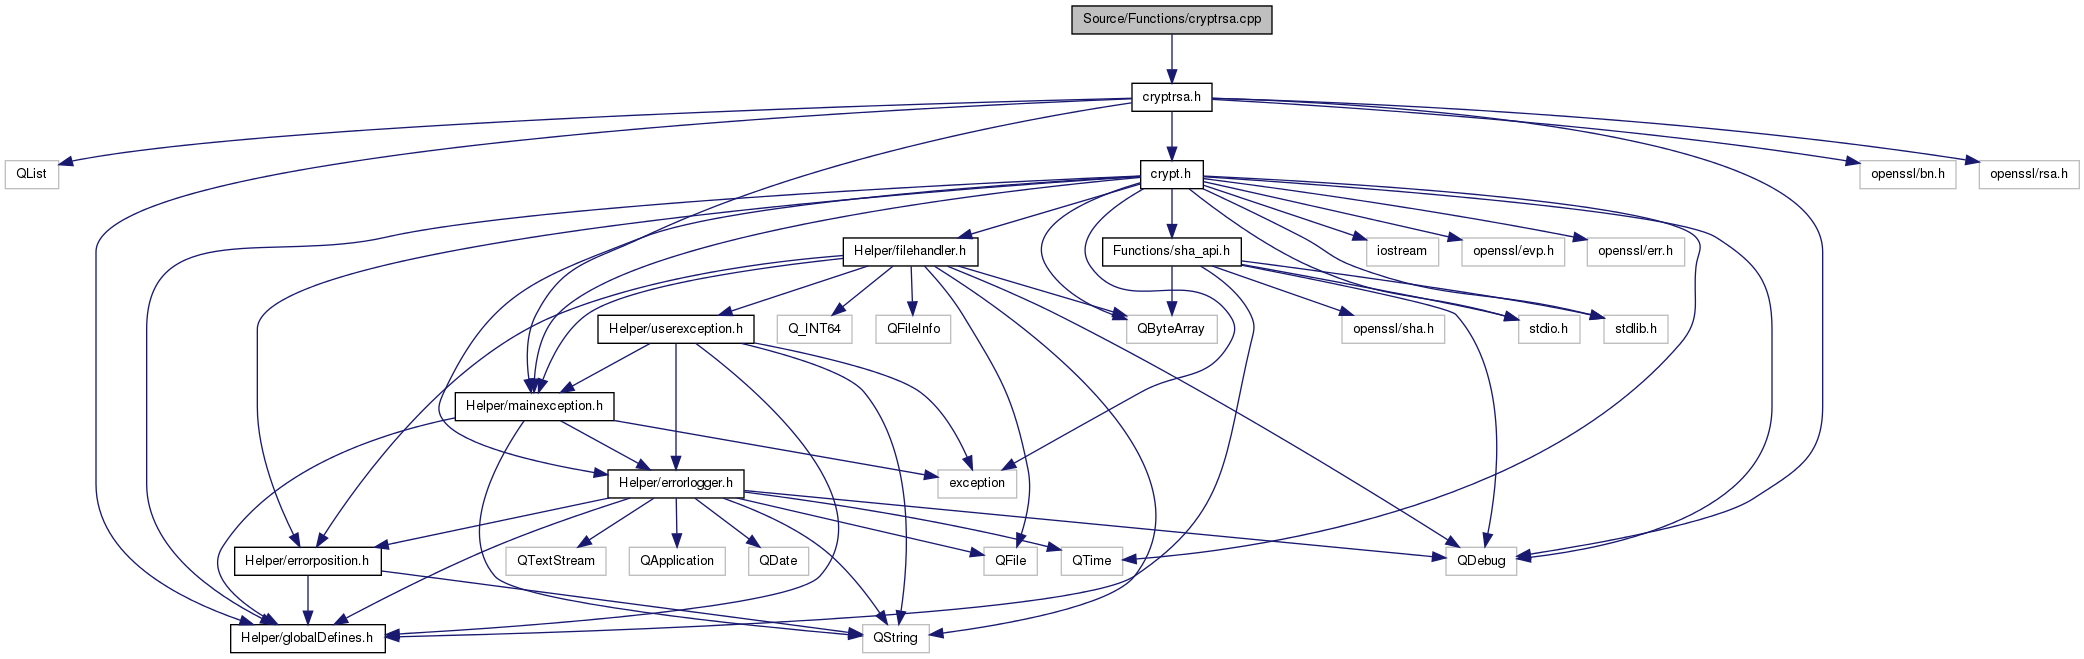 Source/Functions/cryptrsa.cpp
cryptrsa.h
QList
crypt.h
openssl/bn.h
openssl/rsa.h
Helper/filehandler.h
Functions/sha_api.h
iostream
openssl/evp.h
openssl/err.h
Helper/userexception.h
Q_INT64
QFileInfo
QByteArray
openssl/sha.h
stdio.h
stdlib.h
Helper/mainexception.h
Helper/errorlogger.h
exception
Helper/errorposition.h
QTextStream
QApplication
QDate
QFile
QTime
QDebug
Helper/globalDefines.h
QString